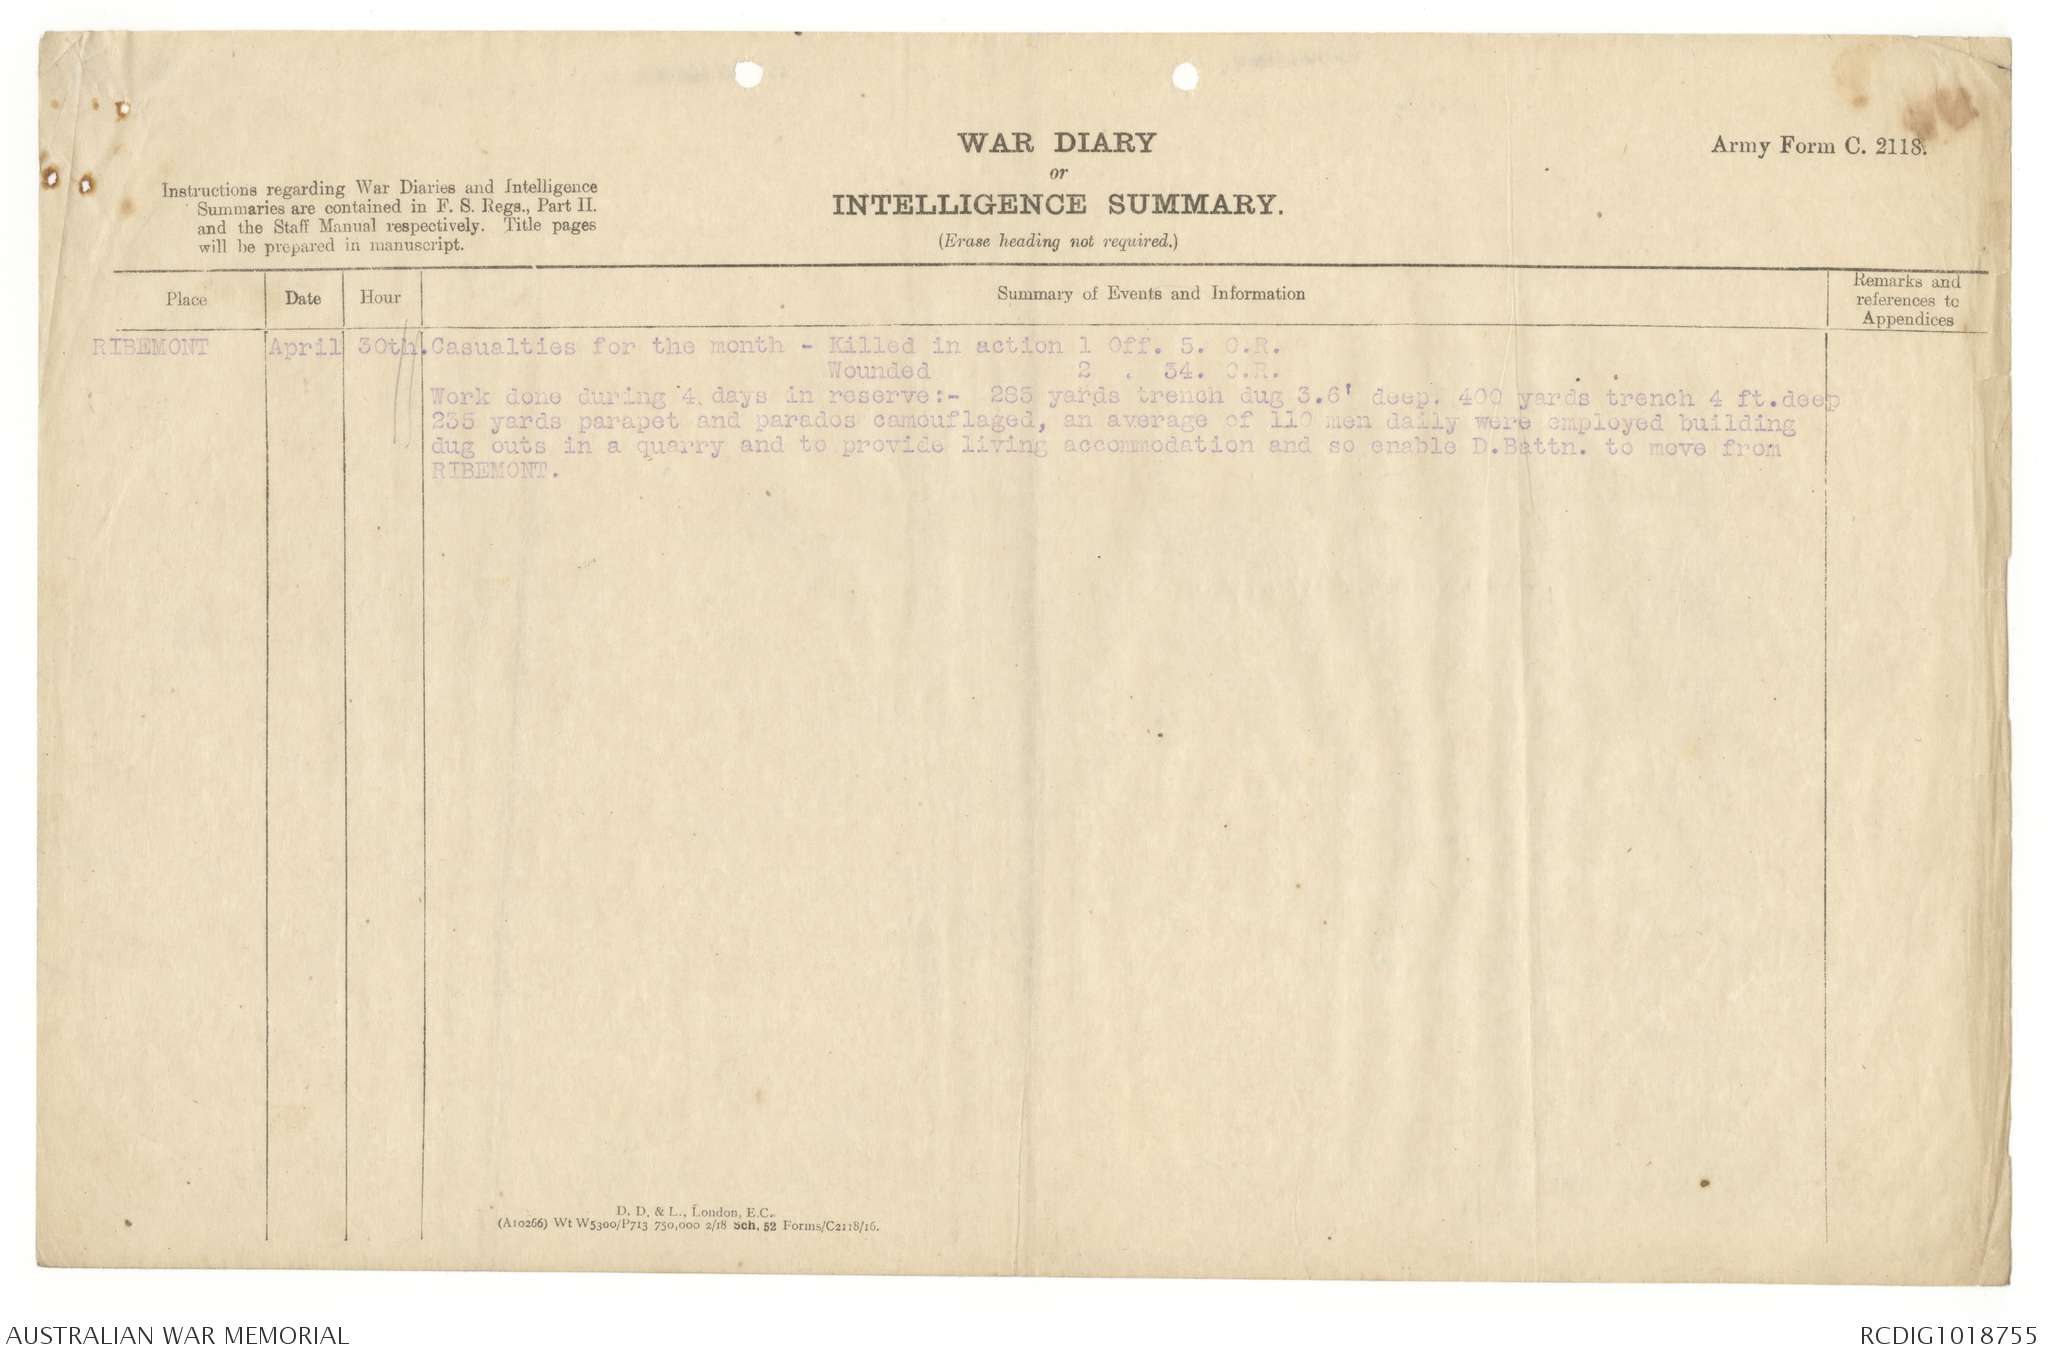 WAR DIARY
or
INTELLIGENCE SUMMARY.
(Erase heading not required.)
Army Form C. 2118.
Instructions regarding War Diaries and Intelligence
Summaries are contained in F. S. Regs., Part II.
and the Staff Manual respectively. Title pages
will be prepared in manuscript.
Place Date Hour Summary of Events and Information Remarks and
references to
Appendices
RIBEMONT April 30th. Casualties for the month - Killed in action 1 Off. 5. O.R.
Wounded 2 . 34. O.R.
Work done during 4 days in reserve:- 285 yards trench dug 3.6' deep. 400 yards trench 4 ft.deep
235 yards parapet and parados camouflaged, an average of 110 men daily were employed building
dug outs in a quarry and to provide living accommodation and so enable D.Battn. to move from
RIBEMONT.
D. D. & L., London, E.C.
(A10266) Wt W5300/P713 750,000 2/18 Sch. 52 Forms/C2118/16.
AUSTRALIAN WAR MEMORIAL
RCDIG1018755